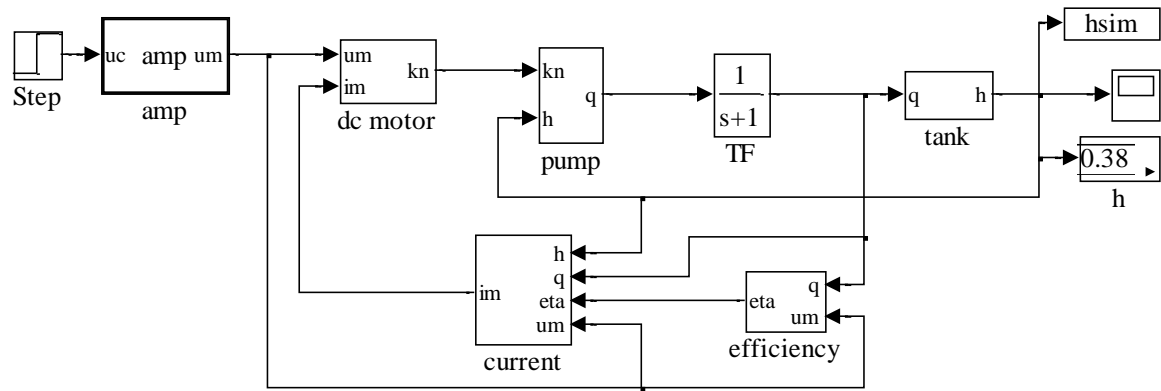 Step
uc amp um
amp
um
im
kn
dc motor
kn
h
q
pump
1
s+1
TF
q h
tank
hsim
0.38
h
h
q
eta
um
im
current
q
um
eta
efficiency